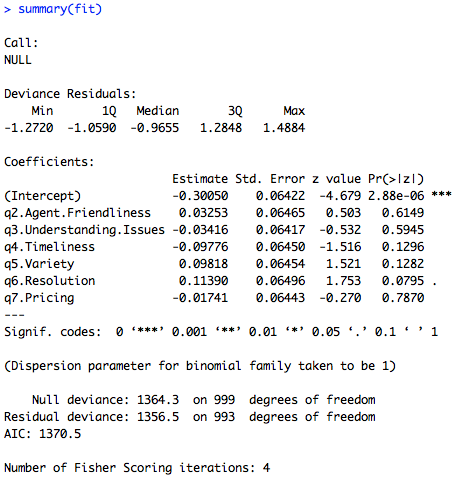 > summary(fit)
Call:
NULL
Deviance Residuals:
    Min       1Q   Median       3Q      Max
-1.2720  -1.0590  -0.9655   1.2848   1.4884
Coefficients:
                        Estimate Std. Error z value Pr(>|z|)
(Intercept)             -0.30050    0.06422  -4.679 2.88e-06 ***
q2.Agent.Friendliness    0.03253    0.06465   0.503   0.6149
q3.Understanding.Issues -0.03416    0.06417  -0.532   0.5945
q4.Timeliness           -0.09776    0.06450  -1.516   0.1296
q5.Variety               0.09818    0.06454   1.521   0.1282
q6.Resolution            0.11390    0.06496   1.753   0.0795 .
q7.Pricing              -0.01741    0.06443  -0.270   0.7870
---
Signif. codes:  0 ‘***’ 0.001 ‘**’ 0.01 ‘*’ 0.05 ‘.’ 0.1 ‘ ’ 1
(Dispersion parameter for binomial family taken to be 1)
    Null deviance: 1364.3  on 999  degrees of freedom
Residual deviance: 1356.5  on 993  degrees of freedom
AIC: 1370.5
Number of Fisher Scoring iterations: 4